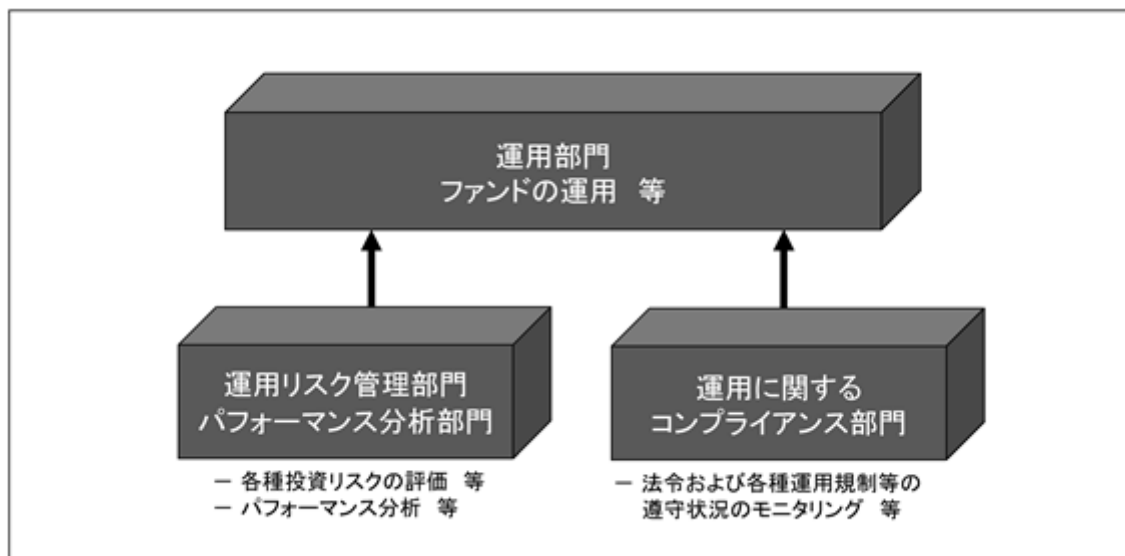 運用部門
ファンドの運用　等
運用リスク管理部門
パフォーマンス分析部門
－ 各種投資リスクの評価　等
－ パフォーマンス分析　等
運用に関する
コンプライアンス部門
－ 法令および各種運用規制等の
遵守状況のモニタリング　等